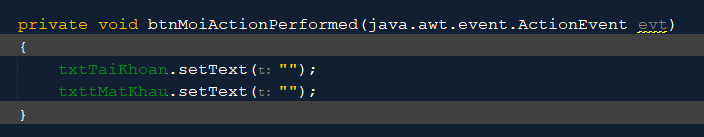 private void btnMoiActionPerformed(java.awt.event.ActionEvent evt)
{
txtTaiKhoan.setText(t: "");
txttMatKhau.setText(t: "");
}